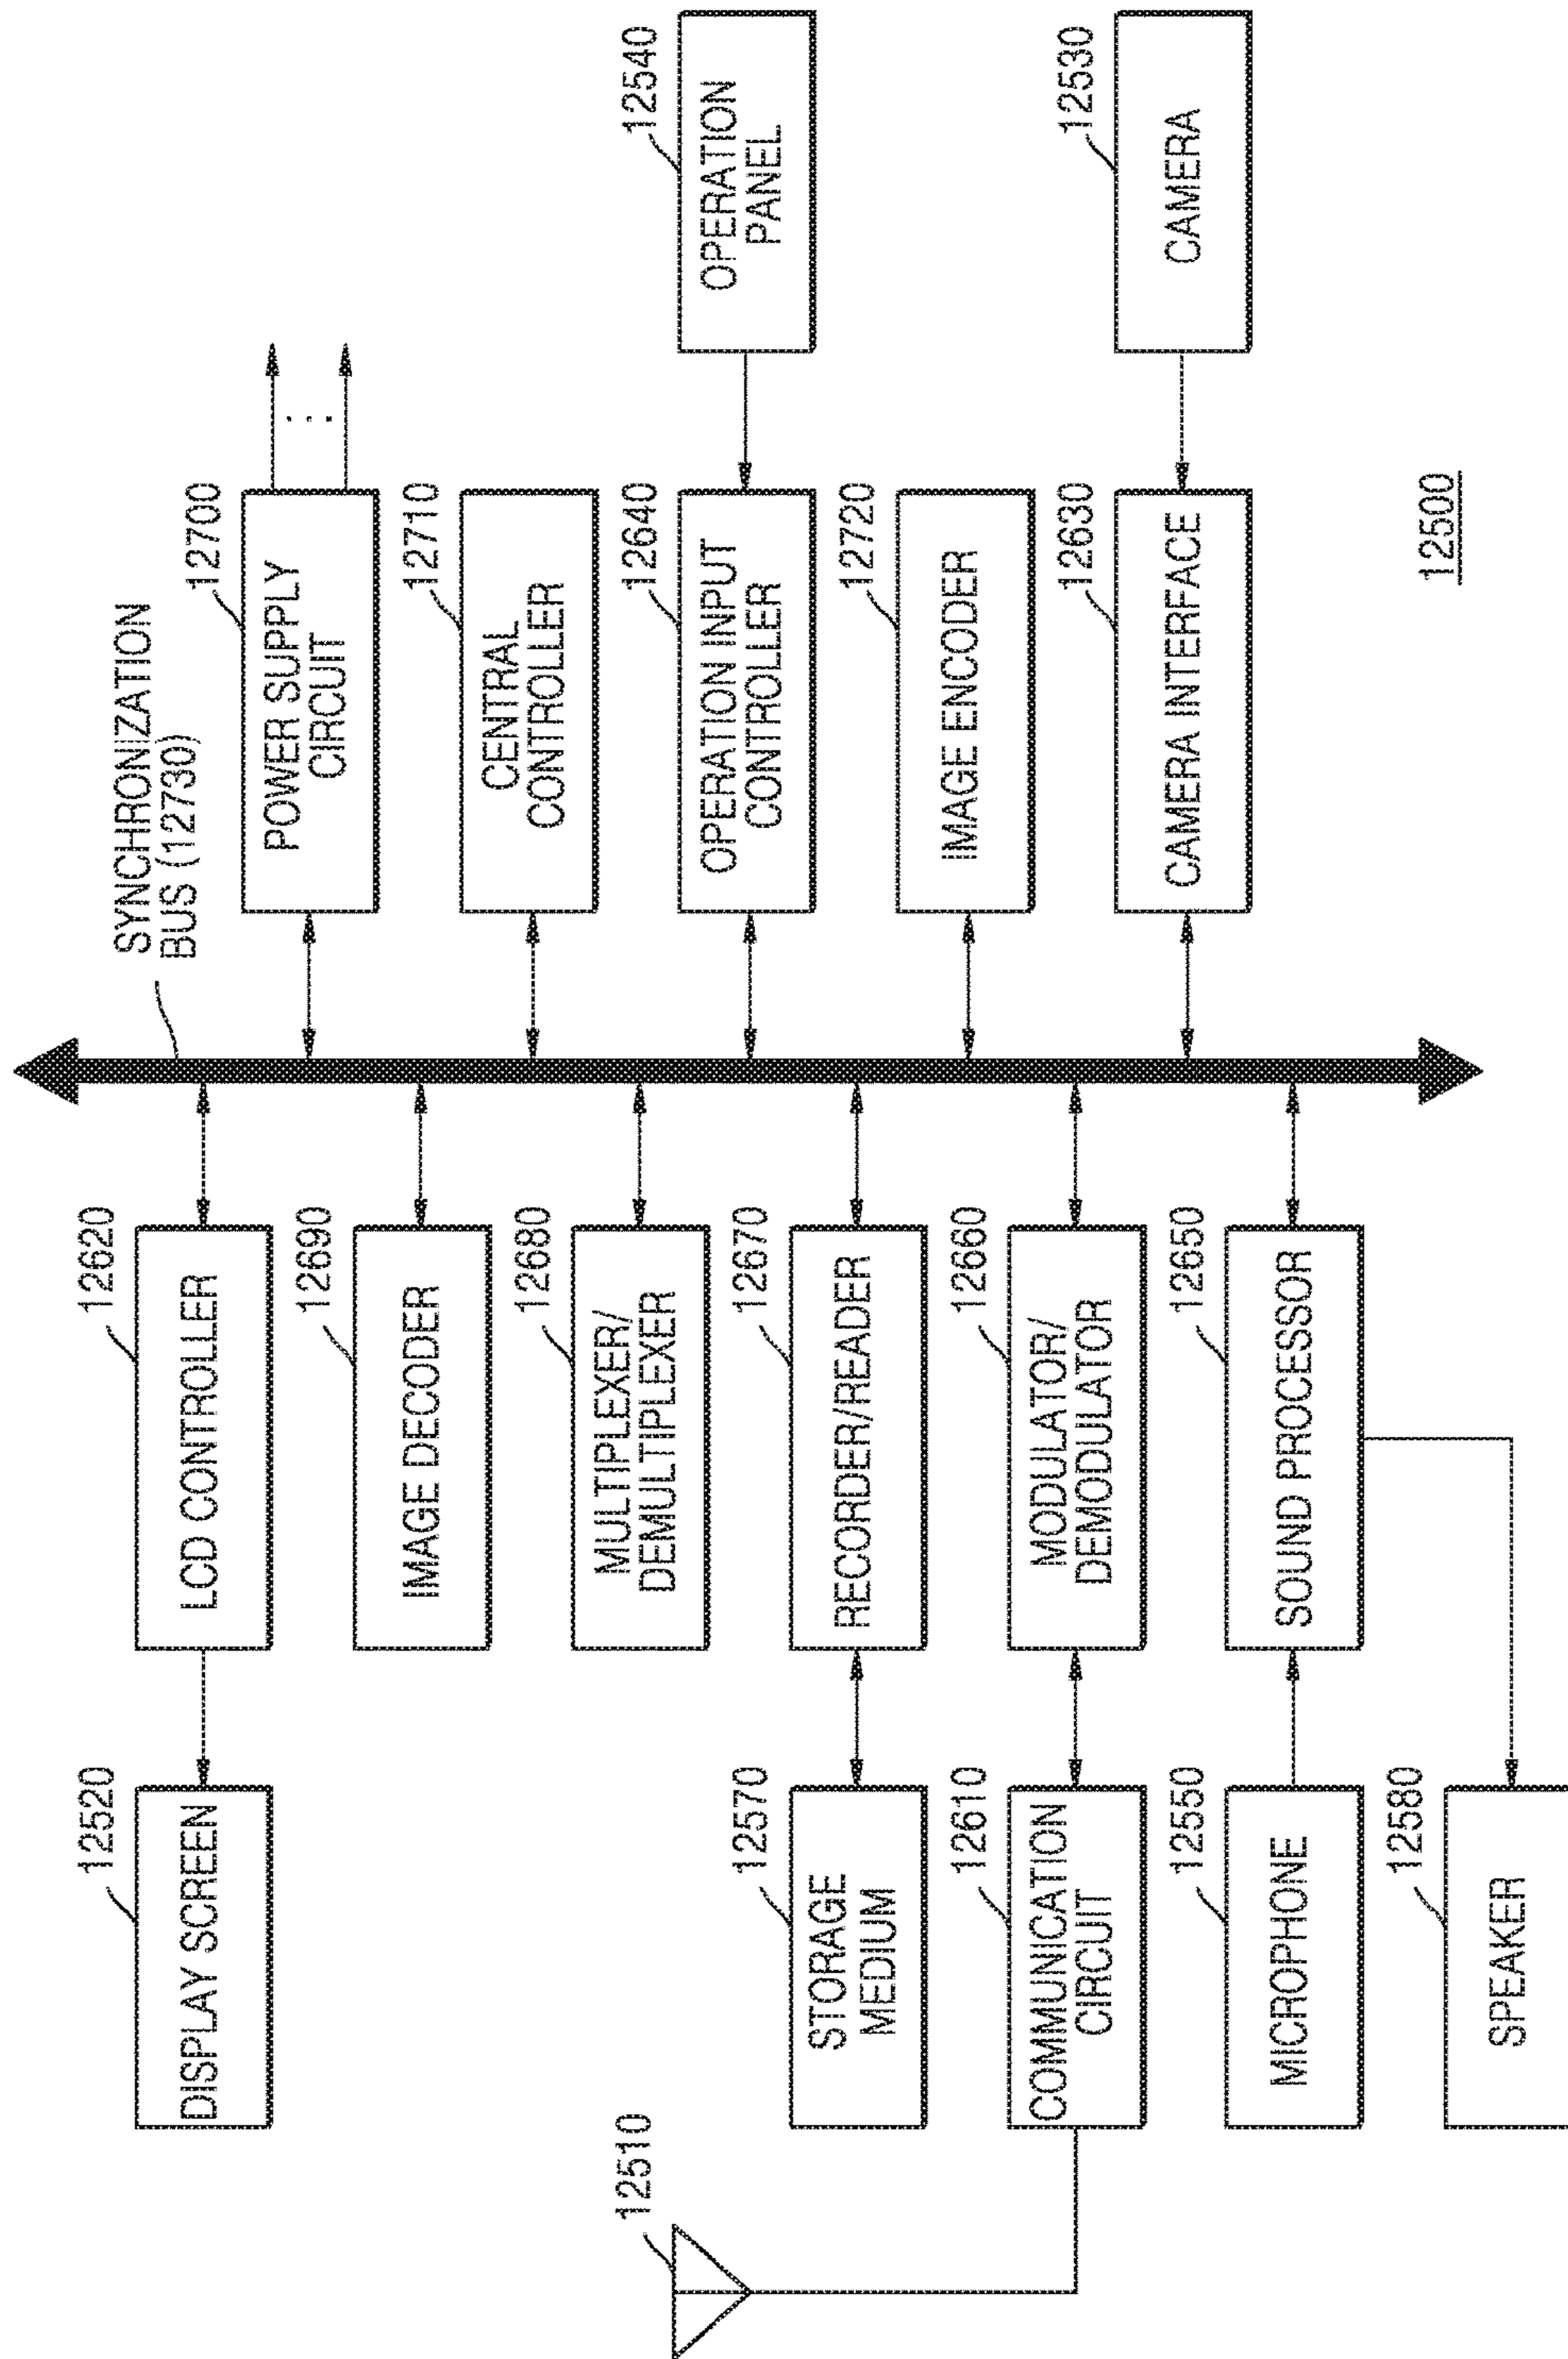 12510
12520
DISPLAY SCREEN
12570
STORAGE
MEDIUM
12610
COMMUNICATION
CIRCUIT
12550
MICROPHONE
12580
SPEAKER
12620
LCD CONTROLLER
12690
IMAGE DECODER
12680
MULTIPLEXER/
DEMULTIPLEXER
12670
RECORDER/READER
12660
MODULATOR/
DEMODULATOR
12650
SOUND PROCESSOR
SYNCHRONIZATION
BUS (12730)
12700
POWER SUPPLY
CIRCUIT
...
12710
CENTRAL
CONTROLLER
12640
OPERATION INPUT
CONTROLLER
12720
IMAGE ENCODER
12630
CAMERA INTERFACE
12540
OPERATION
PANEL
12530
CAMERA
12500